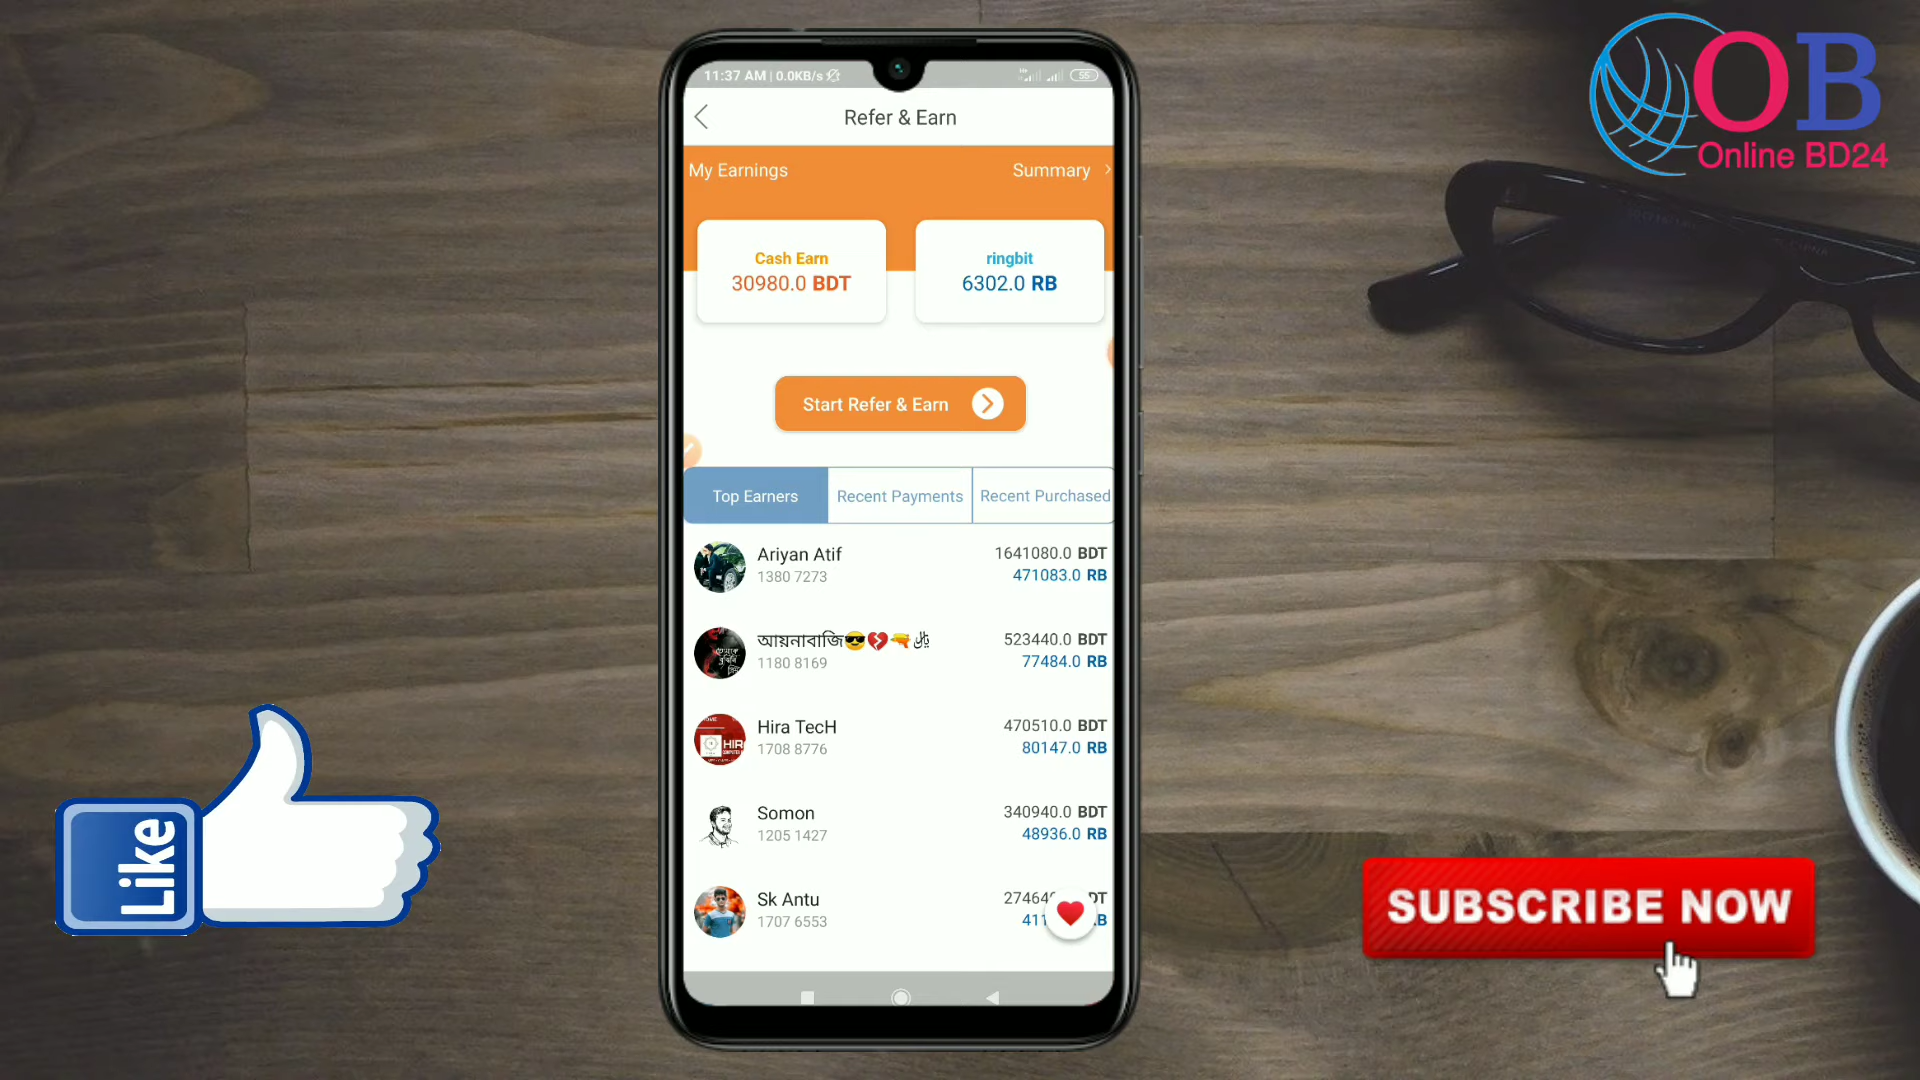 11:37 AM | 0.0KB/s
55
Refer & Earn
My Earnings
Summary
Cash Earn
30980.0 BDT
ringbit
6302.0 RB
Start Refer & Earn
Top Earners
Recent Payments
Recent Purchased
Ariyan Atif
1380 7273
1641080.0 BDT
471083.0 RB
আয়নাবাজি😎💔🔫﷼
1180 8169
523440.0 BDT
77484.0 RB
Hira TecH
1708 8776
470510.0 BDT
80147.0 RB
Somon
1205 1427
340940.0 BDT
48936.0 RB
Sk Antu
1707 6553
OB
Online BD24
Like
SUBSCRIBE NOW